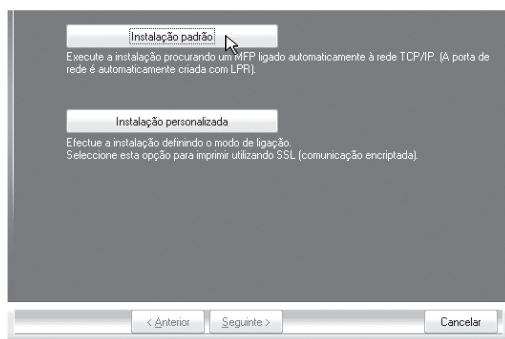 Instalação padrão
Execute a instalação procurando um MFP ligado automaticamente à rede TCP/IP. (A porta de
rede é automaticamente criada com LPR).
Instalação personalizada
Efectue a instalação definindo o modo de ligação.
Seleccione esta opção para imprimir utilizando SSL (comunicação encriptada).
< Anterior
Seguinte >
Cancelar